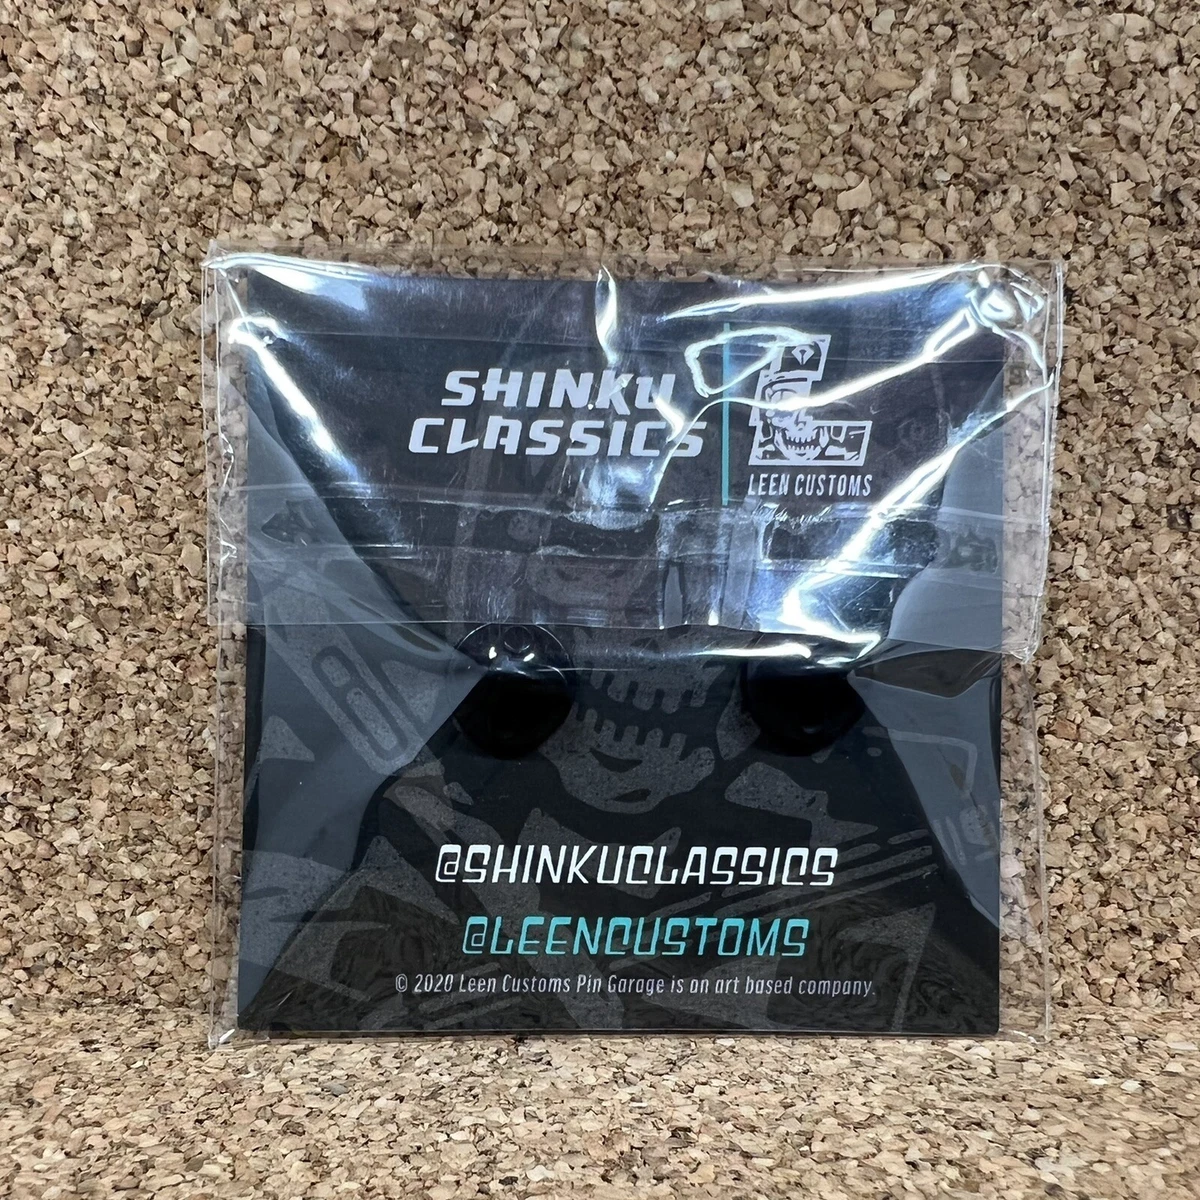 SHINKU
CLASSICS
LEEN CUSTOMS
@SHINKUCLASSICS
@LEENCUSTOMS
© 2020 Leen Customs Pin Garage is an art based company.